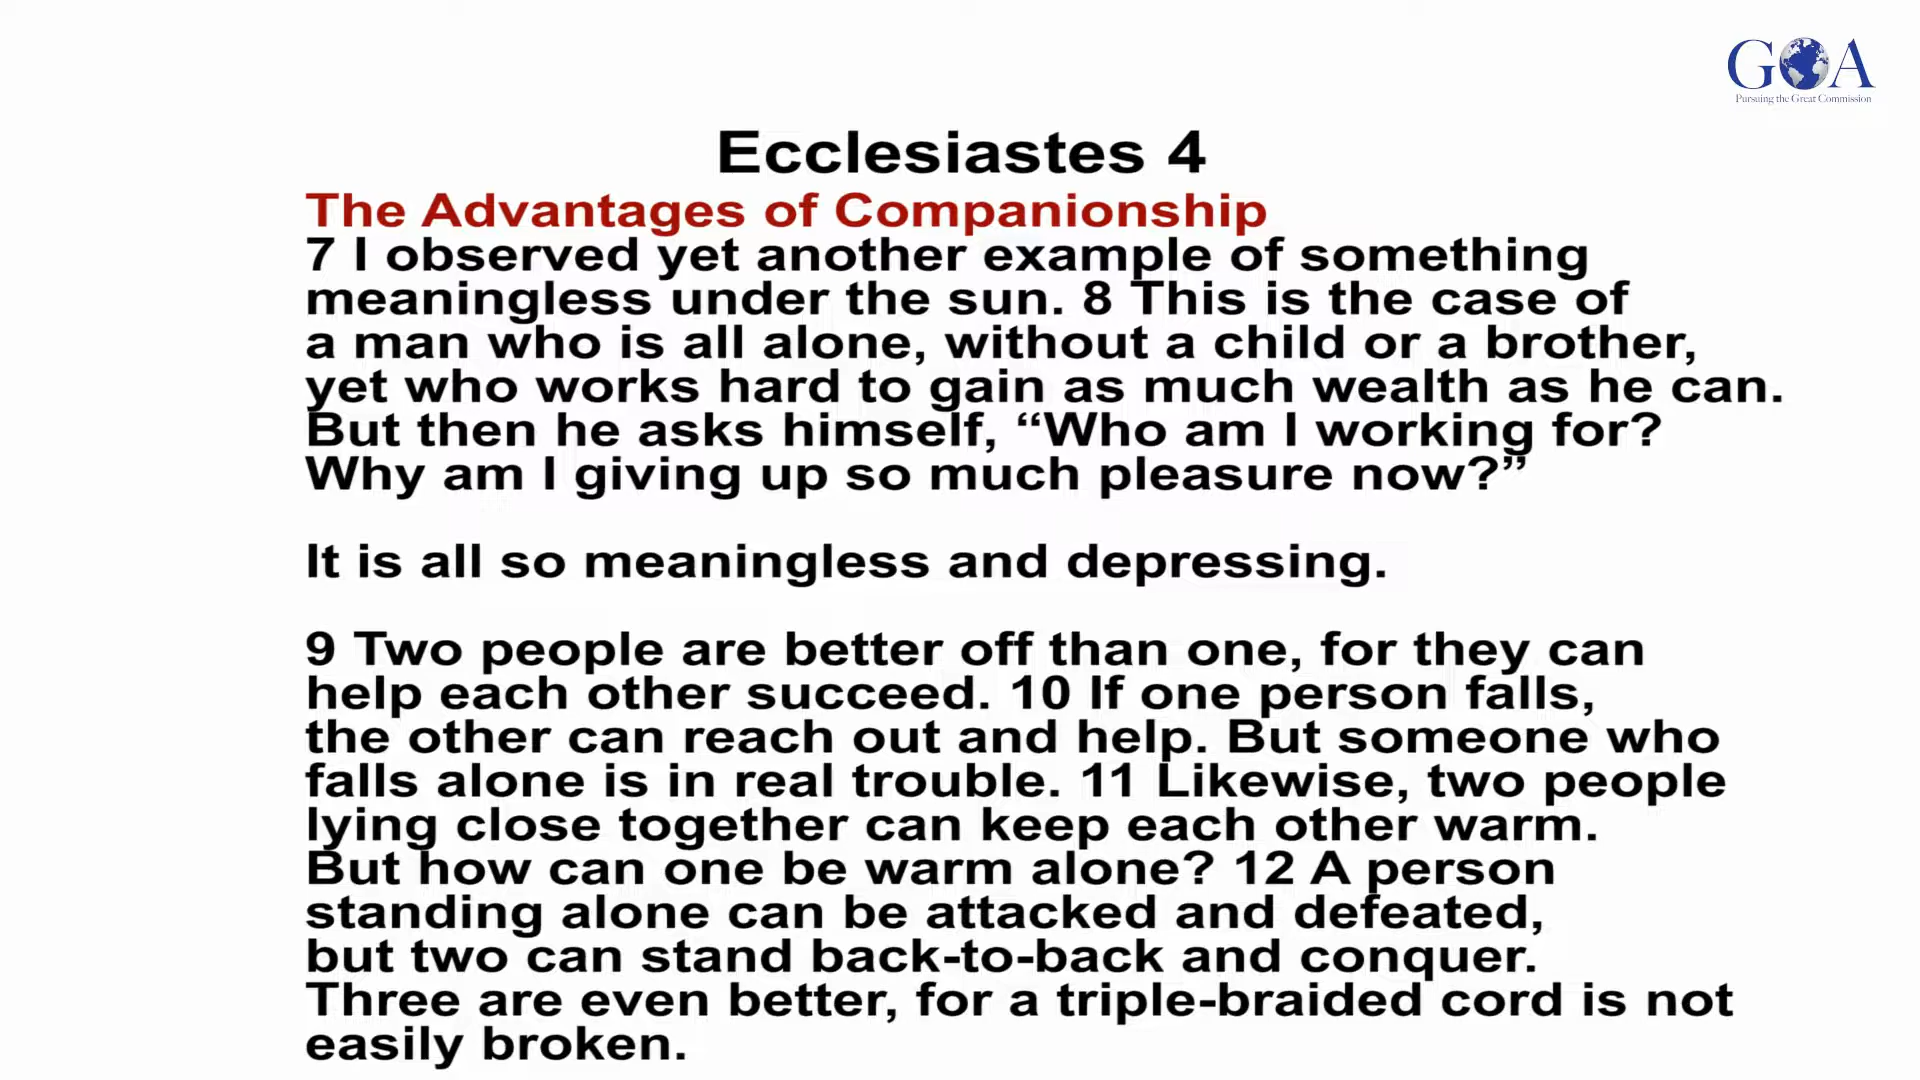 GOA
Pursuing the Great Commission
Ecclesiastes 4
The Advantages of Companionship
7 I observed yet another example of something
meaningless under the sun. 8 This is the case of
a man who is all alone, without a child or a brother,
yet who works hard to gain as much wealth as he can.
But then he asks himself, “Who am I working for?
Why am I giving up so much pleasure now?”
It is all so meaningless and depressing.
9 Two people are better off than one, for they can
help each other succeed. 10 If one person falls,
the other can reach out and help. But someone who
falls alone is in real trouble. 11 Likewise, two people
lying close together can keep each other warm.
But how can one be warm alone? 12 A person
standing alone can be attacked and defeated,
but two can stand back-to-back and conquer.
Three are even better, for a triple-braided cord is not
easily broken.